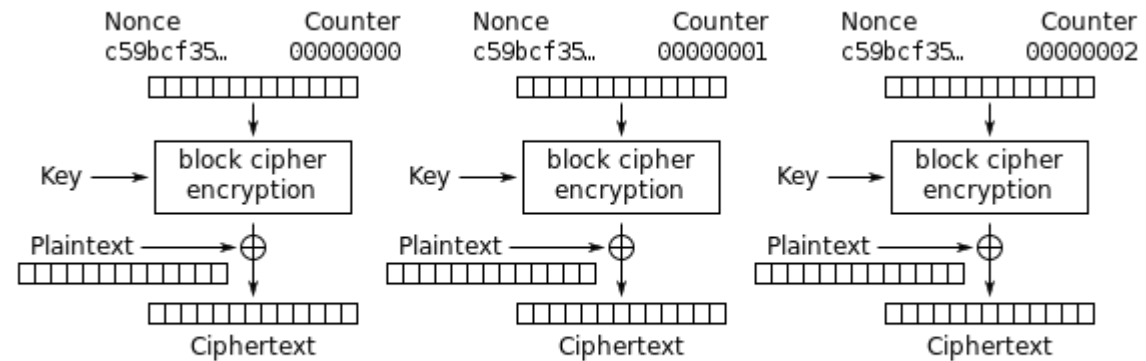 Nonce Counter Nonce Counter Nonce Counter
c59bcf35… 00000000 c59bcf35… 00000001 c59bcf35… 00000002
block cipher block cipher block cipher
Key encryption Key encryption Key encryption
Plaintext Plaintext Plaintext
Ciphertext Ciphertext Ciphertext